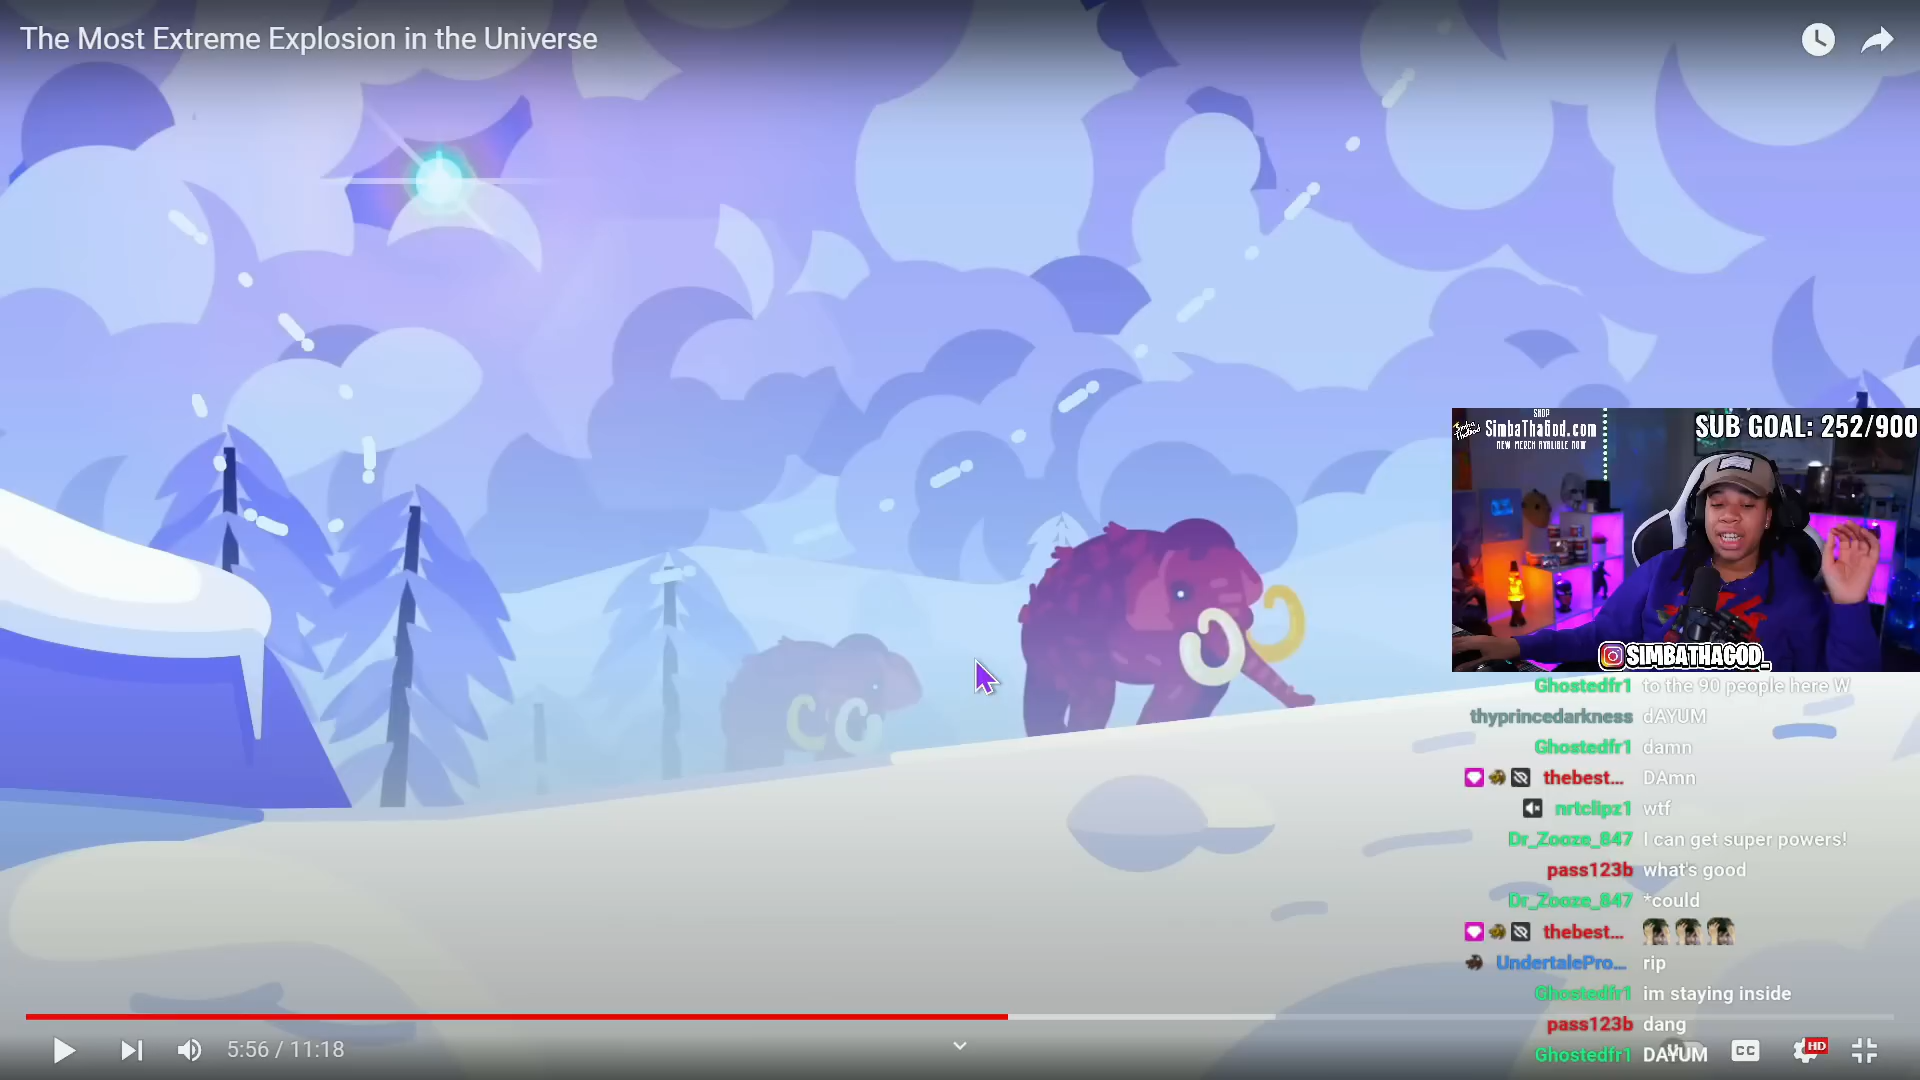 The Most Extreme Explosion in the Universe
SHOP
SimbaThaGod.com
NEW MERCH AVAILABLE NOW
SUB GOAL: 252/900
SIMBATHAGOD_
Ghostedfr1 to the 90 people here W
thyprincedarkness dAYUM
Ghostedfr1 damn
thebest... DAmn
nrtclipz1 wtf
Dr_Zooze_847 I can get super powers!
pass123b what's good
Dr_Zooze_847 *could
thebest...
UndertalePro... rip
Ghostedfr1 im staying inside
pass123b dang
Ghostedfr1 DAYUM
5:56 / 11:18
CC
HD